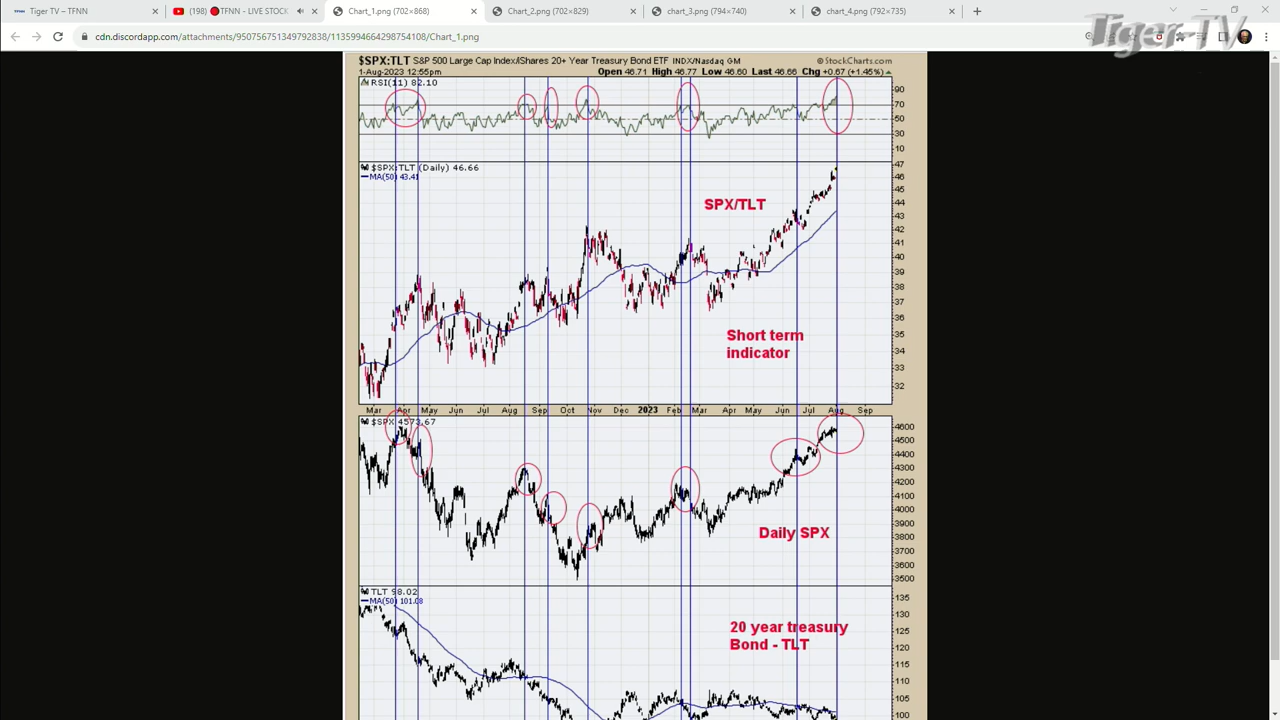 Tiger TV – TFNN
(198) 🔴TFNN - LIVE STOCK
Chart_1.png (702×868)
Chart_2.png (702×829)
chart_3.png (794×740)
chart_4.png (792×735)
Tiger-TV
cdn.discordapp.com/attachments/950756751349792838/1135994664298754108/Chart_1.png
$SPX:TLT S&P 500 Large Cap Index/iShares 20+ Year Treasury Bond ETF INDX/Nasdaq GM
© StockCharts.com
1-Aug-2023 12:55pm
Open 46.71 High 46.77 Low 46.60 Last 46.66 Chg +0.67 (+1.45%)
RSI(11) 82.10
90
70
50
30
10
$SPX:TLT (Daily) 46.66
MA(50) 43.41
SPX/TLT
Short term
indicator
47
46
45
44
43
42
41
40
39
38
37
36
35
34
33
32
Mar Apr May Jun Jul Aug Sep Oct Nov Dec 2023 Feb Mar Apr May Jun Jul Aug Sep
$SPX 4573.67
Daily SPX
4600
4500
4400
4300
4200
4100
4000
3900
3800
3700
3600
3500
TLT 98.02
MA(50) 101.08
20 year treasury
Bond - TLT
135
130
125
120
115
110
105
100